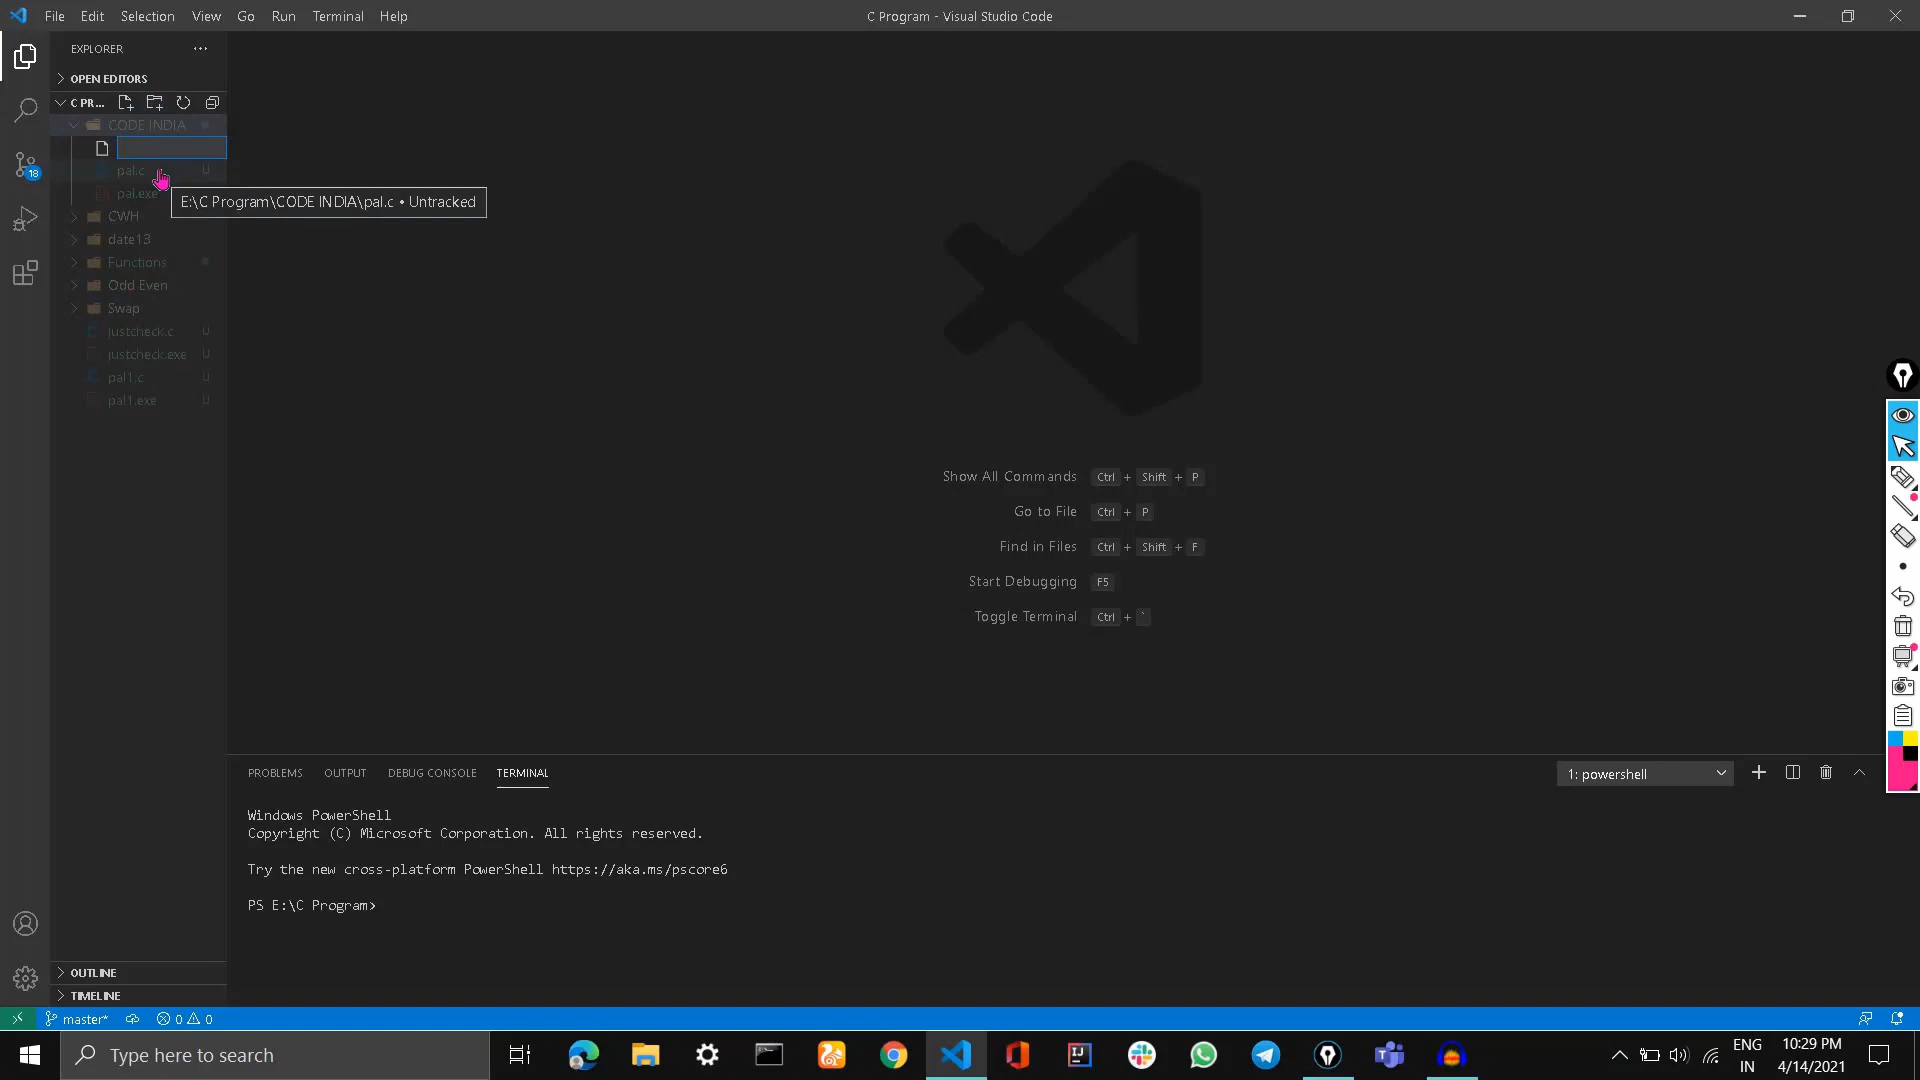 File Edit Selection View Go Run Terminal Help
C Program - Visual Studio Code
EXPLORER
OPEN EDITORS
C PR...
CODE INDIA
pal.c U
pal.exe
E:\C Program\CODE INDIA\pal.c • Untracked
CWH
date13
Functions
Odd Even
Swap
justcheck.c U
justcheck.exe U
pal1.c U
pal1.exe U
18
Show All Commands Ctrl + Shift + P
Go to File Ctrl + P
Find in Files Ctrl + Shift + F
Start Debugging F5
Toggle Terminal Ctrl + `
PROBLEMS OUTPUT DEBUG CONSOLE TERMINAL
1: powershell
Windows PowerShell
Copyright (C) Microsoft Corporation. All rights reserved.
Try the new cross-platform PowerShell https://aka.ms/pscore6
PS E:\C Program>
OUTLINE
TIMELINE
master* 0 0
Type here to search
IJ
ENG
IN
10:29 PM
4/14/2021